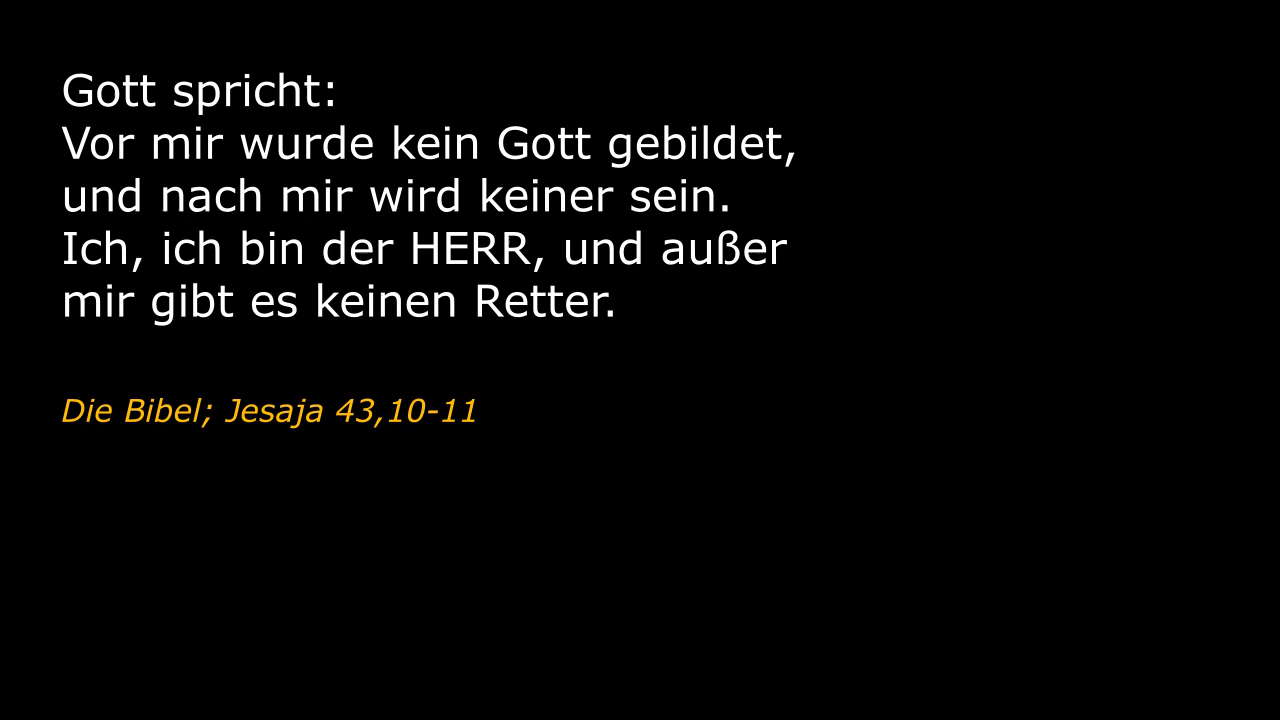 Gott spricht:
Vor mir wurde kein Gott gebildet,
und nach mir wird keiner sein.
Ich, ich bin der HERR, und außer
mir gibt es keinen Retter.
Die Bibel; Jesaja 43,10-11